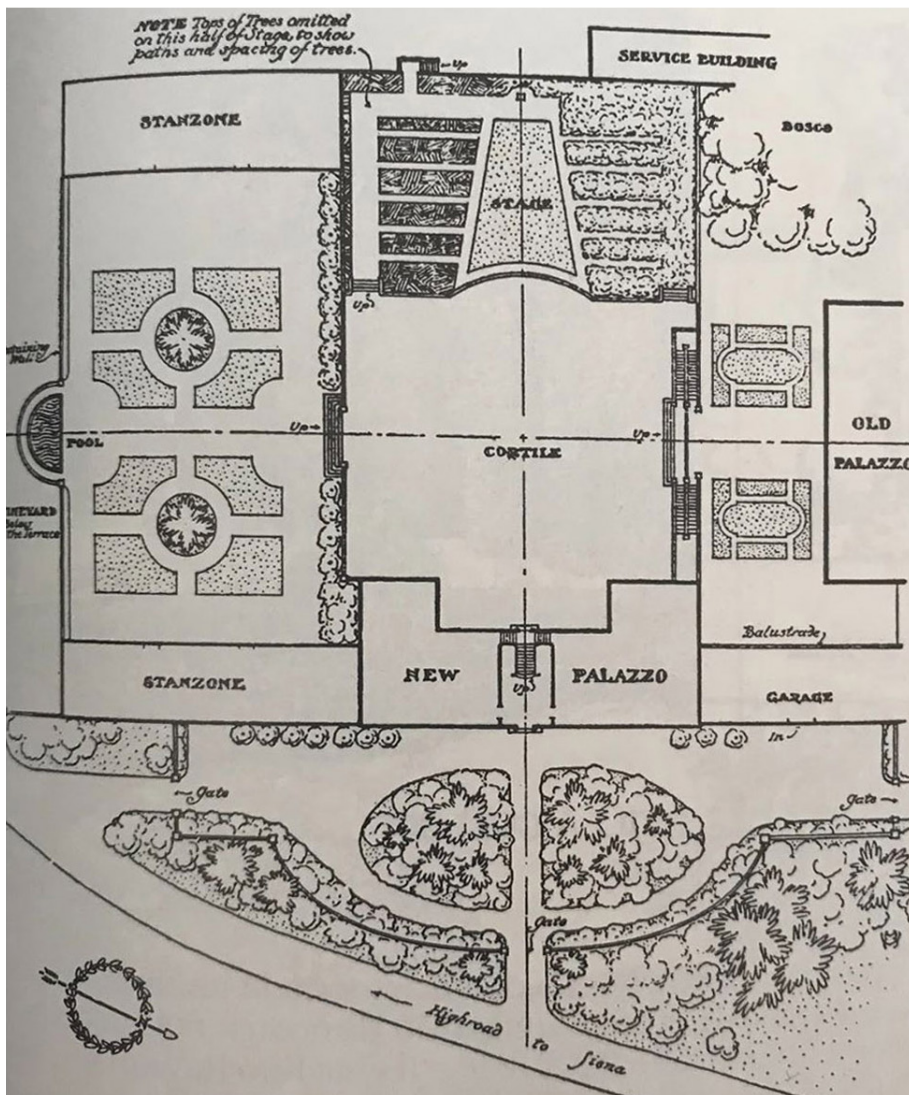 NOTE Tops of Trees omitted
on this half of Stage, to show
paths and spacing of trees.
Up
SERVICE BUILDING
STANZONE
BOSCO
STAGE
Up
Up
Wall
Up
Up
POOL
CORTILE
OLD
PALAZZO
Below
the Terrace
Balustrade
STANZONE
NEW
PALAZZO
Up
GARAGE
In
Gate
Gate
Gate
Highroad
to Siena